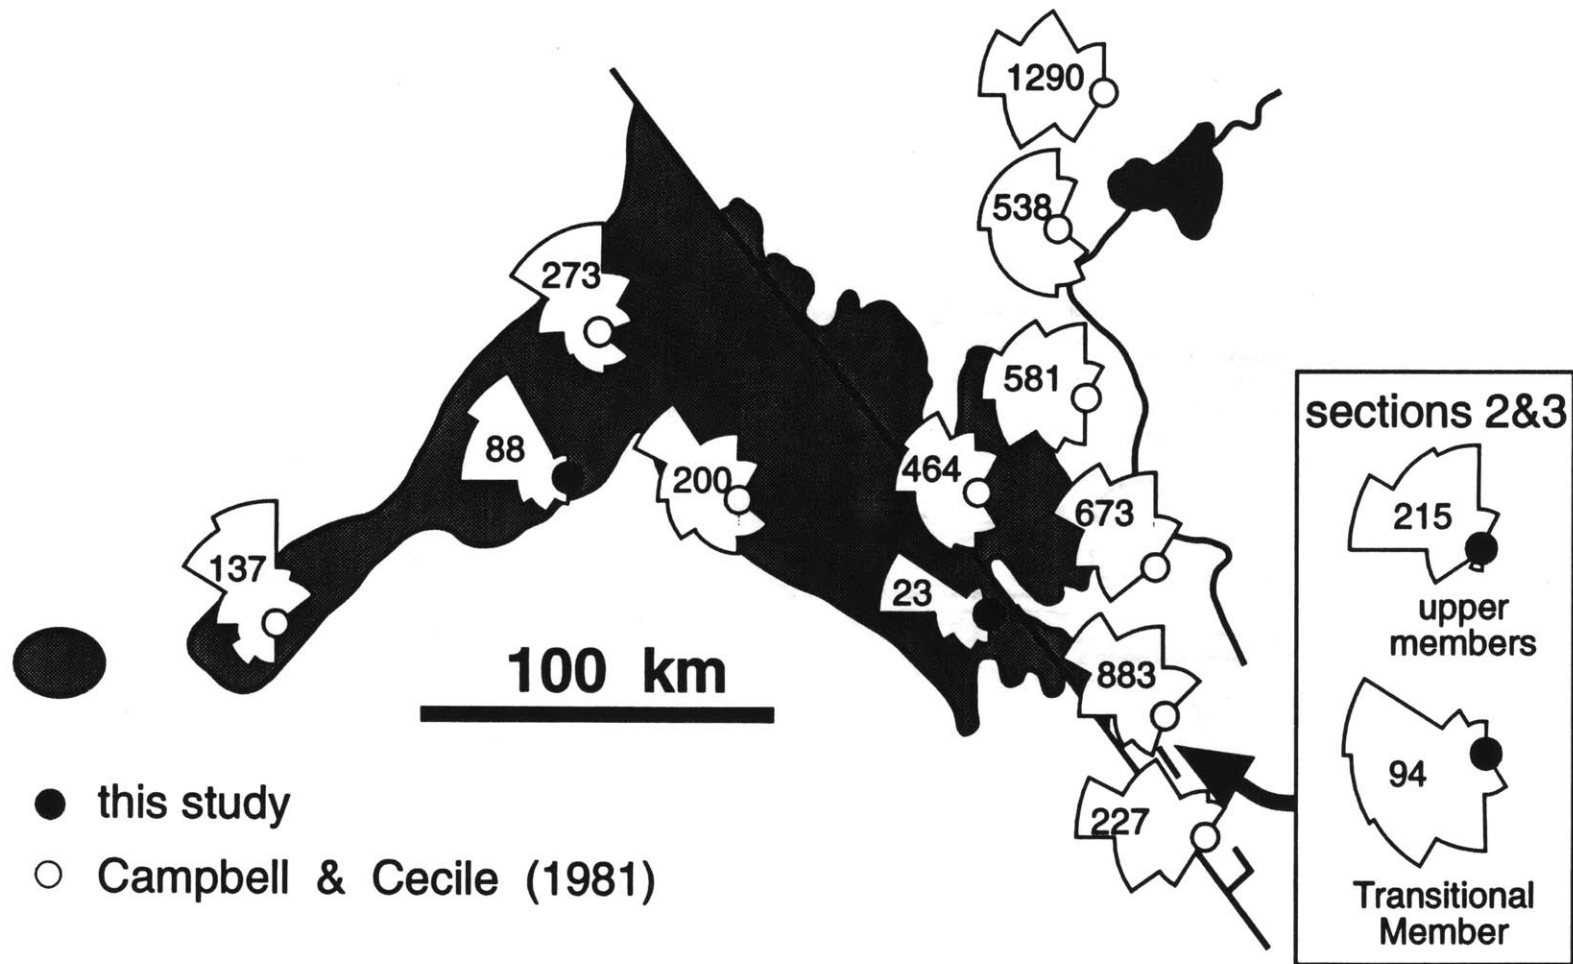 1290
538
273
581
sections 2&3
88
200
464
673
215
137
23
upper
members
100 km
883
94
this study
227
Campbell & Cecile (1981)
Transitional
Member